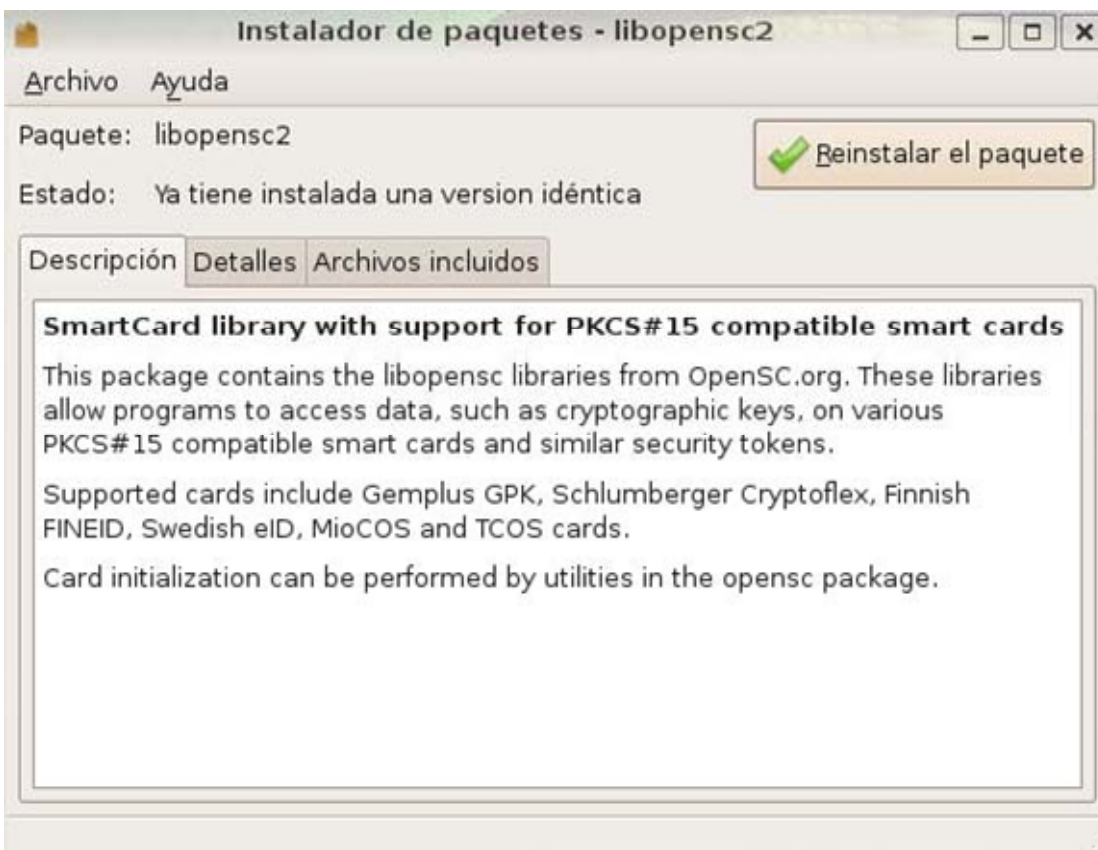 Instalador de paquetes - libopensc2
Archivo Ayuda
Paquete: libopensc2
Reinstalar el paquete
Estado: Ya tiene instalada una version idéntica
Descripción Detalles Archivos incluidos
SmartCard library with support for PKCS#15 compatible smart cards
This package contains the libopensc libraries from OpenSC.org. These libraries
allow programs to access data, such as cryptographic keys, on various
PKCS#15 compatible smart cards and similar security tokens.
Supported cards include Gemplus GPK, Schlumberger Cryptoflex, Finnish
FINEID, Swedish eID, MioCOS and TCOS cards.
Card initialization can be performed by utilities in the opensc package.